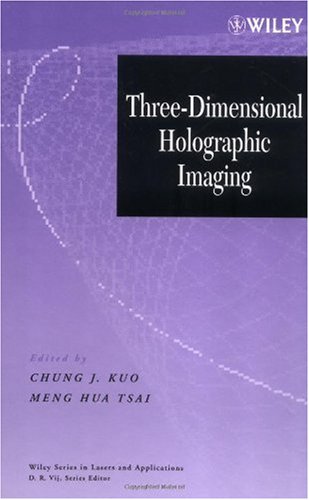 WILEY
Three-Dimensional
Holographic
Imaging
Edited by
CHUNG J. KUO
MENG HUA TSAI
Wiley Series in Lasers and Applications
D. R. Vij, Series Editor